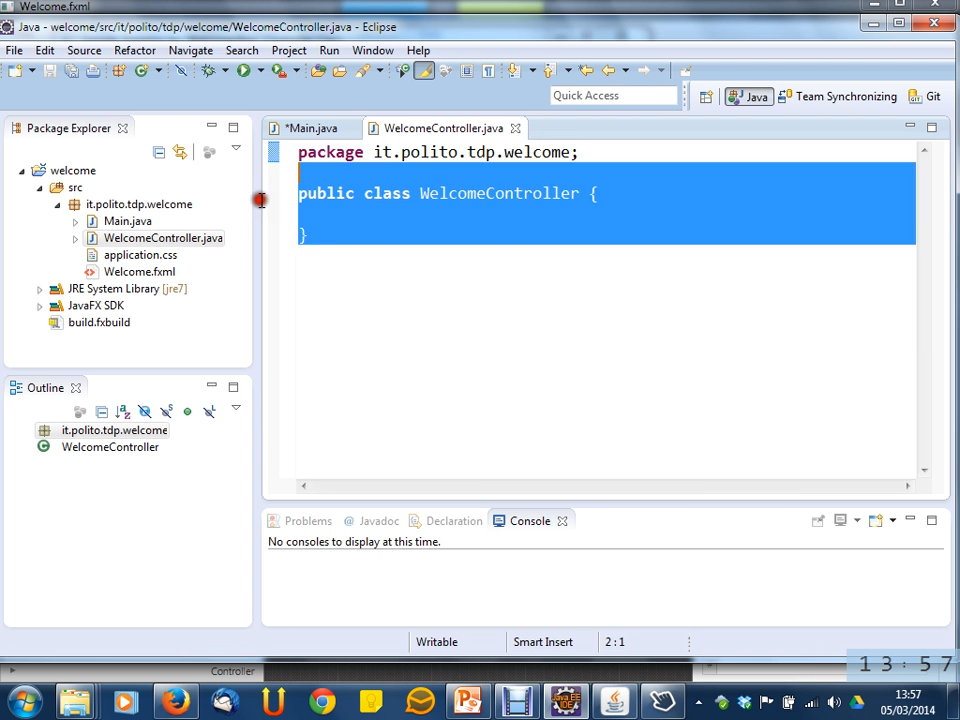 Welcome.fxml
Java - welcome/src/it/polito/tdp/welcome/WelcomeController.java - Eclipse
File Edit Source Refactor Navigate Search Project Run Window Help
Quick Access
Java
Team Synchronizing
Git
Package Explorer
*Main.java
WelcomeController.java
welcome
src
it.polito.tdp.welcome
Main.java
WelcomeController.java
application.css
Welcome.fxml
JRE System Library [jre7]
JavaFX SDK
build.fxbuild
package it.polito.tdp.welcome;
public class WelcomeController {
}
Outline
it.polito.tdp.welcome
WelcomeController
Problems
@ Javadoc
Declaration
Console
No consoles to display at this time.
Writable
Smart Insert
2 : 1
Controller
13:57
13:57
05/03/2014